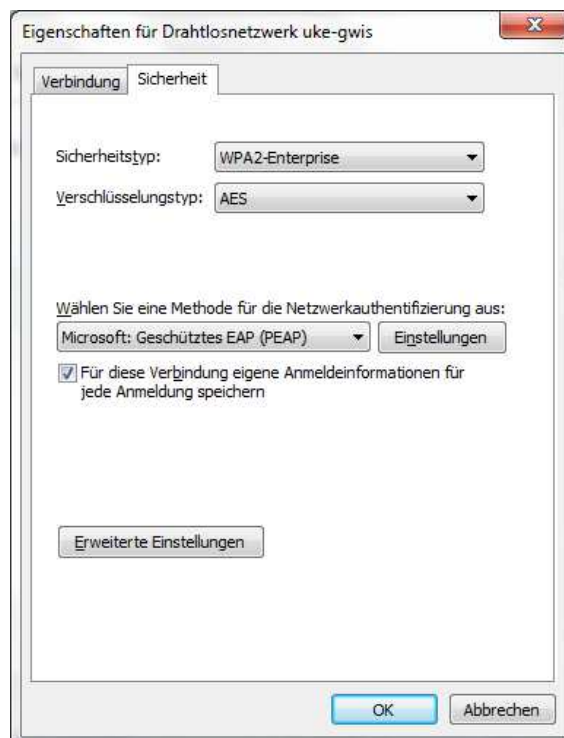 Eigenschaften für Drahtlosnetzwerk uke-gwis
Verbindung
Sicherheit
Sicherheitstyp:
WPA2-Enterprise
Verschlüsselungstyp:
AES
Wählen Sie eine Methode für die Netzwerkauthentifizierung aus:
Microsoft: Geschütztes EAP (PEAP)
Einstellungen
Für diese Verbindung eigene Anmeldeinformationen für
jede Anmeldung speichern
Erweiterte Einstellungen
OK
Abbrechen